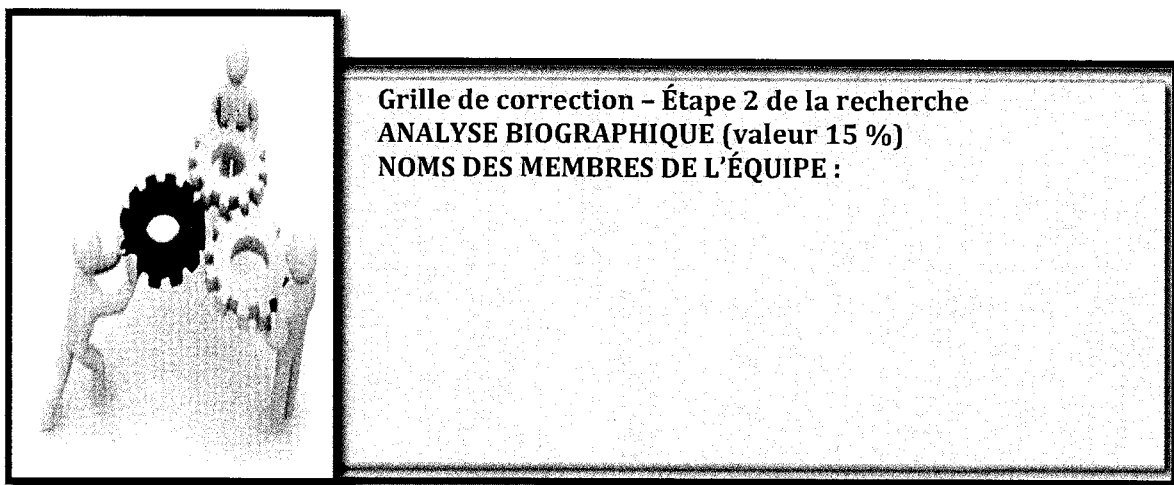 Grille de correction – Étape 2 de la recherche
ANALYSE BIOGRAPHIQUE (valeur 15 %)
NOMS DES MEMBRES DE L'ÉQUIPE :